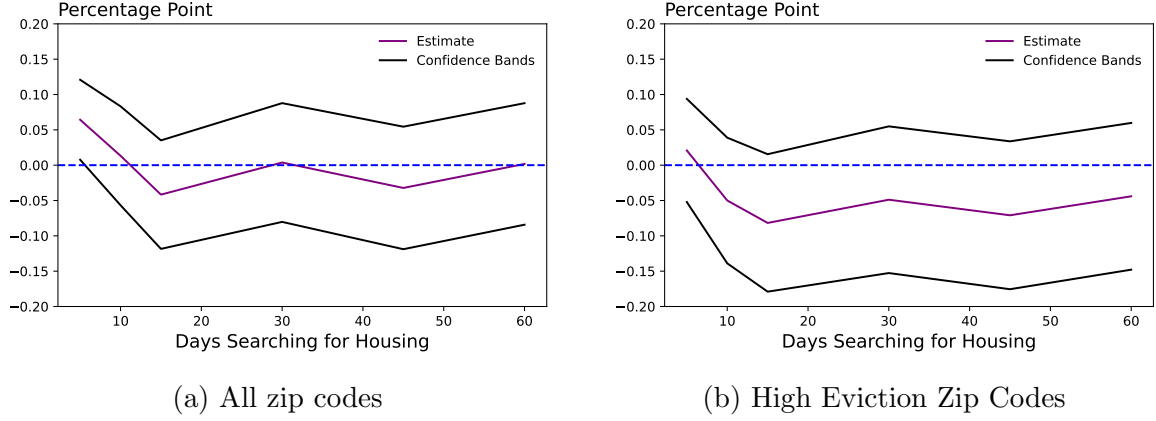 Percentage Point
0.20
0.15
0.10
0.05
0.00
−0.05
−0.10
−0.15
−0.20
Estimate
Confidence Bands
10 20 30 40 50 60
Days Searching for Housing
(a) All zip codes
Percentage Point
0.20
0.15
0.10
0.05
0.00
−0.05
−0.10
−0.15
−0.20
Estimate
Confidence Bands
10 20 30 40 50 60
Days Searching for Housing
(b) High Eviction Zip Codes